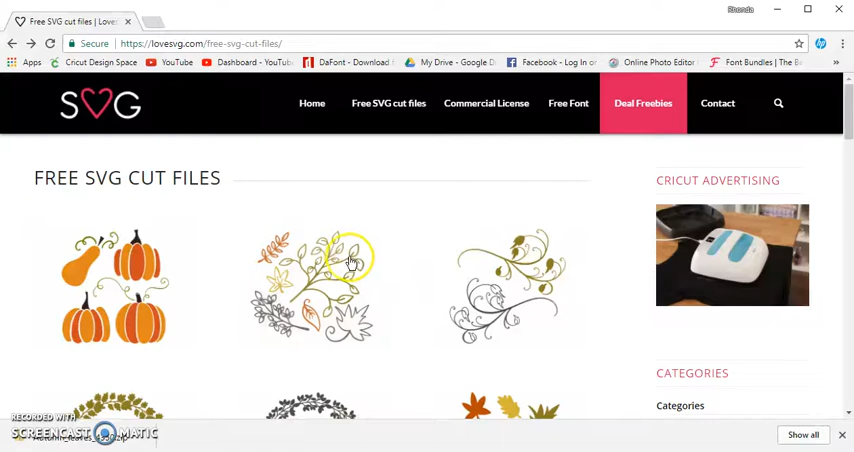 Rhonda
Free SVG cut files | LoveS
Secure https://lovesvg.com/free-svg-cut-files/
Apps Cricut Design Space YouTube Dashboard - YouTu DaFont - Download f My Drive - Google D Facebook - Log In or Online Photo Editor Font Bundles | The Be
S G Home Free SVG cut files Commercial License Free Font Deal Freebies Contact
FREE SVG CUT FILES
CRICUT ADVERTISING
CATEGORIES
Categories
RECORDED WITH
SCREENCAST MATIC
Show all